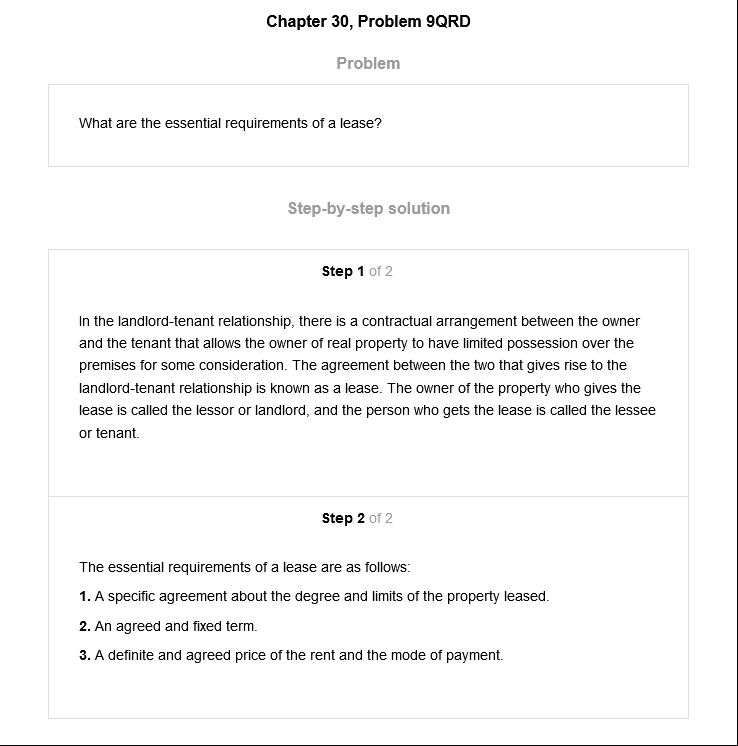 Chapter 30, Problem 9QRD
Problem
What are the essential requirements of a lease?
Step-by-step solution
Step 1 of 2
In the landlord-tenant relationship, there is a contractual arrangement between the owner
and the tenant that allows the owner of real property to have limited possession over the
premises for some consideration. The agreement between the two that gives rise to the
landlord-tenant relationship is known as a lease. The owner of the property who gives the
lease is called the lessor or landlord, and the person who gets the lease is called the lessee
or tenant.
Step 2 of 2
The essential requirements of a lease are as follows:
1. A specific agreement about the degree and limits of the property leased.
2. An agreed and fixed term.
3. A definite and agreed price of the rent and the mode of payment.